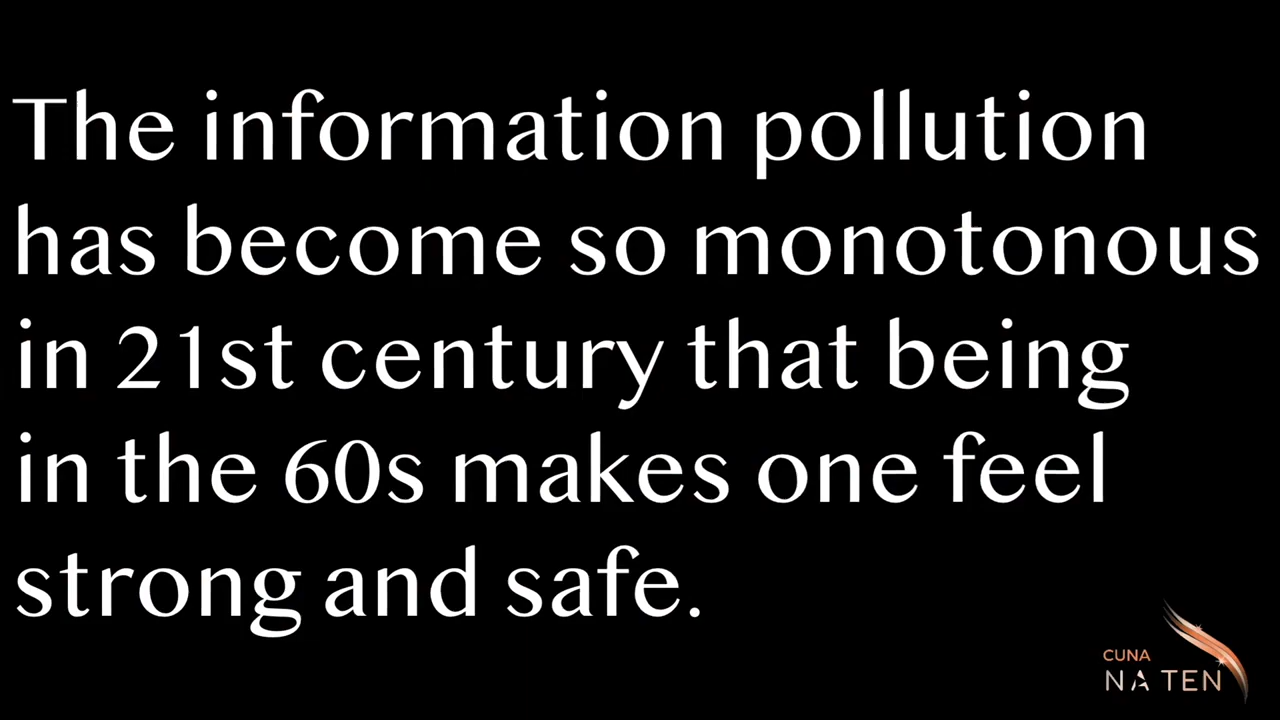 The information pollution
has become so monotonous
in 21st century that being
in the 60s makes one feel
strong and safe.
CUNA
NA TEN